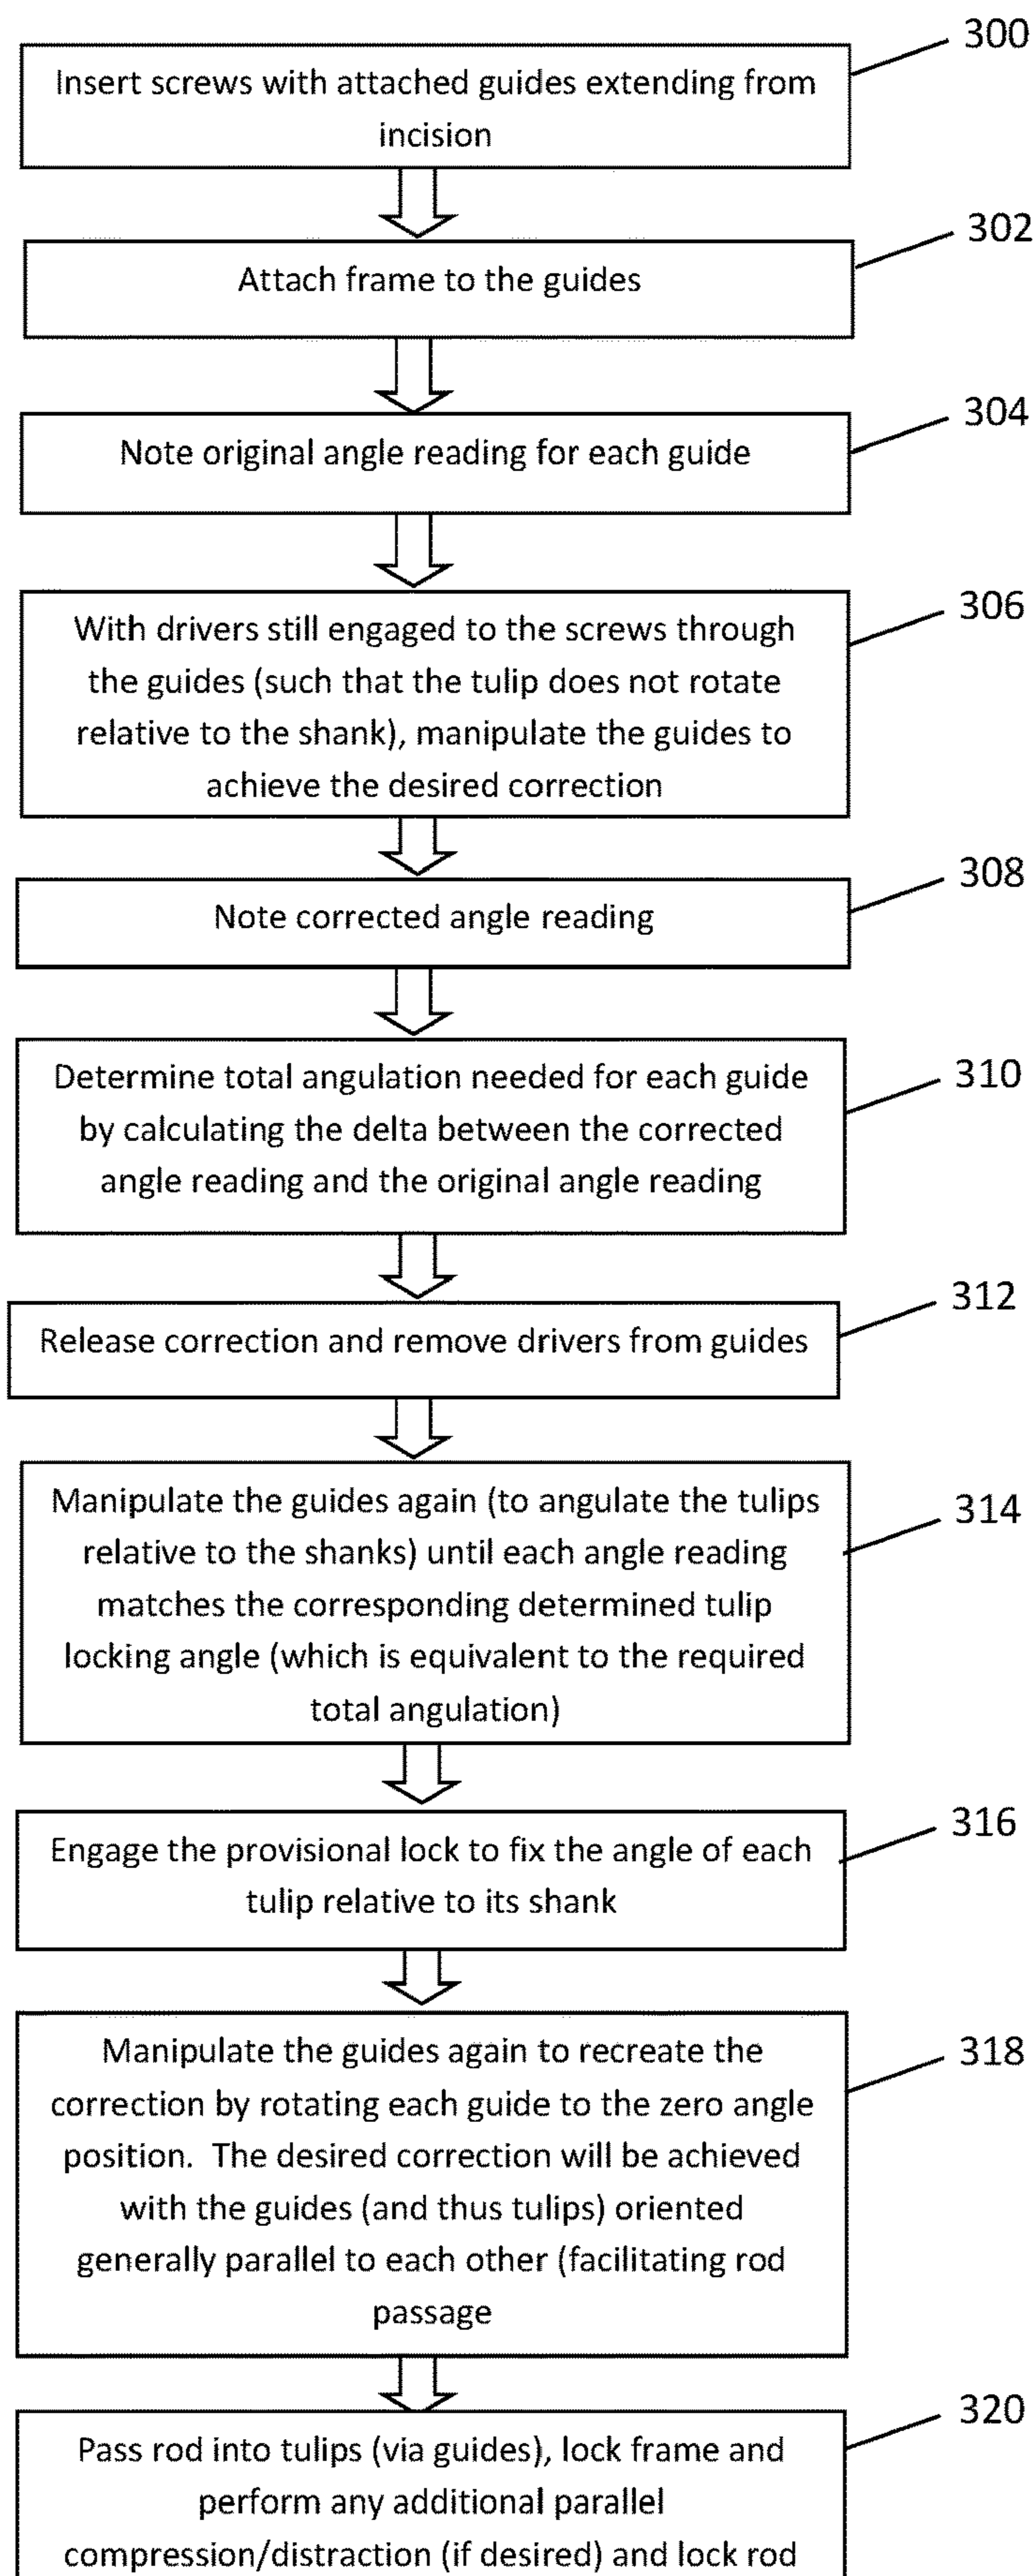 300
Insert screws with attached guides extending from
incision
302
Attach frame to the guides
304
Note original angle reading for each guide
306
With drivers still engaged to the screws through
the guides (such that the tulip does not rotate
relative to the shank), manipulate the guides to
achieve the desired correction
308
Note corrected angle reading
310
Determine total angulation needed for each guide
by calculating the delta between the corrected
angle reading and the original angle reading
312
Release correction and remove drivers from guides
314
Manipulate the guides again (to angulate the tulips
relative to the shanks) until each angle reading
matches the corresponding determined tulip
locking angle (which is equivalent to the required
total angulation)
316
Engage the provisional lock to fix the angle of each
tulip relative to its shank
318
Manipulate the guides again to recreate the
correction by rotating each guide to the zero angle
position.  The desired correction will be achieved
with the guides (and thus tulips) oriented
generally parallel to each other (facilitating rod
passage
320
Pass rod into tulips (via guides), lock frame and
perform any additional parallel
compression/distraction (if desired) and lock rod